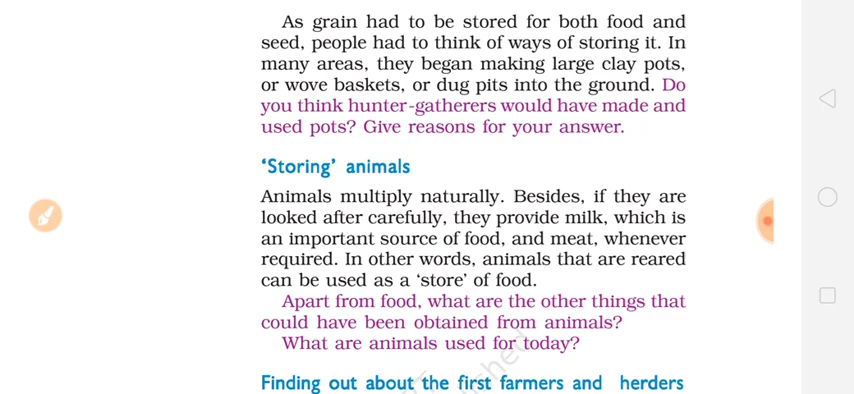 As grain had to be stored for both food and
seed, people had to think of ways of storing it. In
many areas, they began making large clay pots,
or wove baskets, or dug pits into the ground. Do
you think hunter-gatherers would have made and
used pots? Give reasons for your answer.
‘Storing’ animals
Animals multiply naturally. Besides, if they are
looked after carefully, they provide milk, which is
an important source of food, and meat, whenever
required. In other words, animals that are reared
can be used as a ‘store’ of food.
Apart from food, what are the other things that
could have been obtained from animals?
What are animals used for today?
Finding out about the first farmers and herders